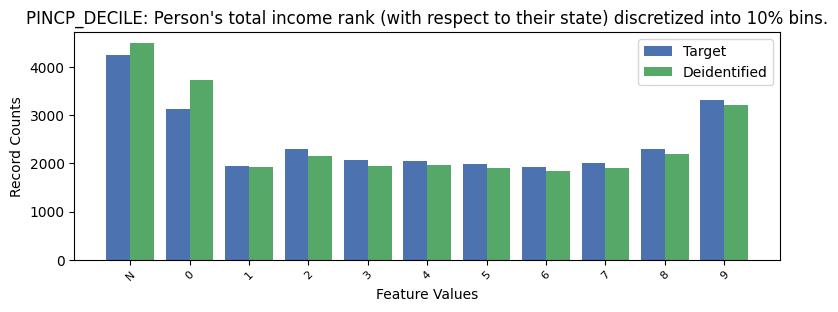 PINCP_DECILE: Person's total income rank (with respect to their state) discretized into 10% bins.
Target
Deidentified
Record Counts
4000
3000
2000
1000
0
N 0 1 2 3 4 5 6 7 8 9
Feature Values